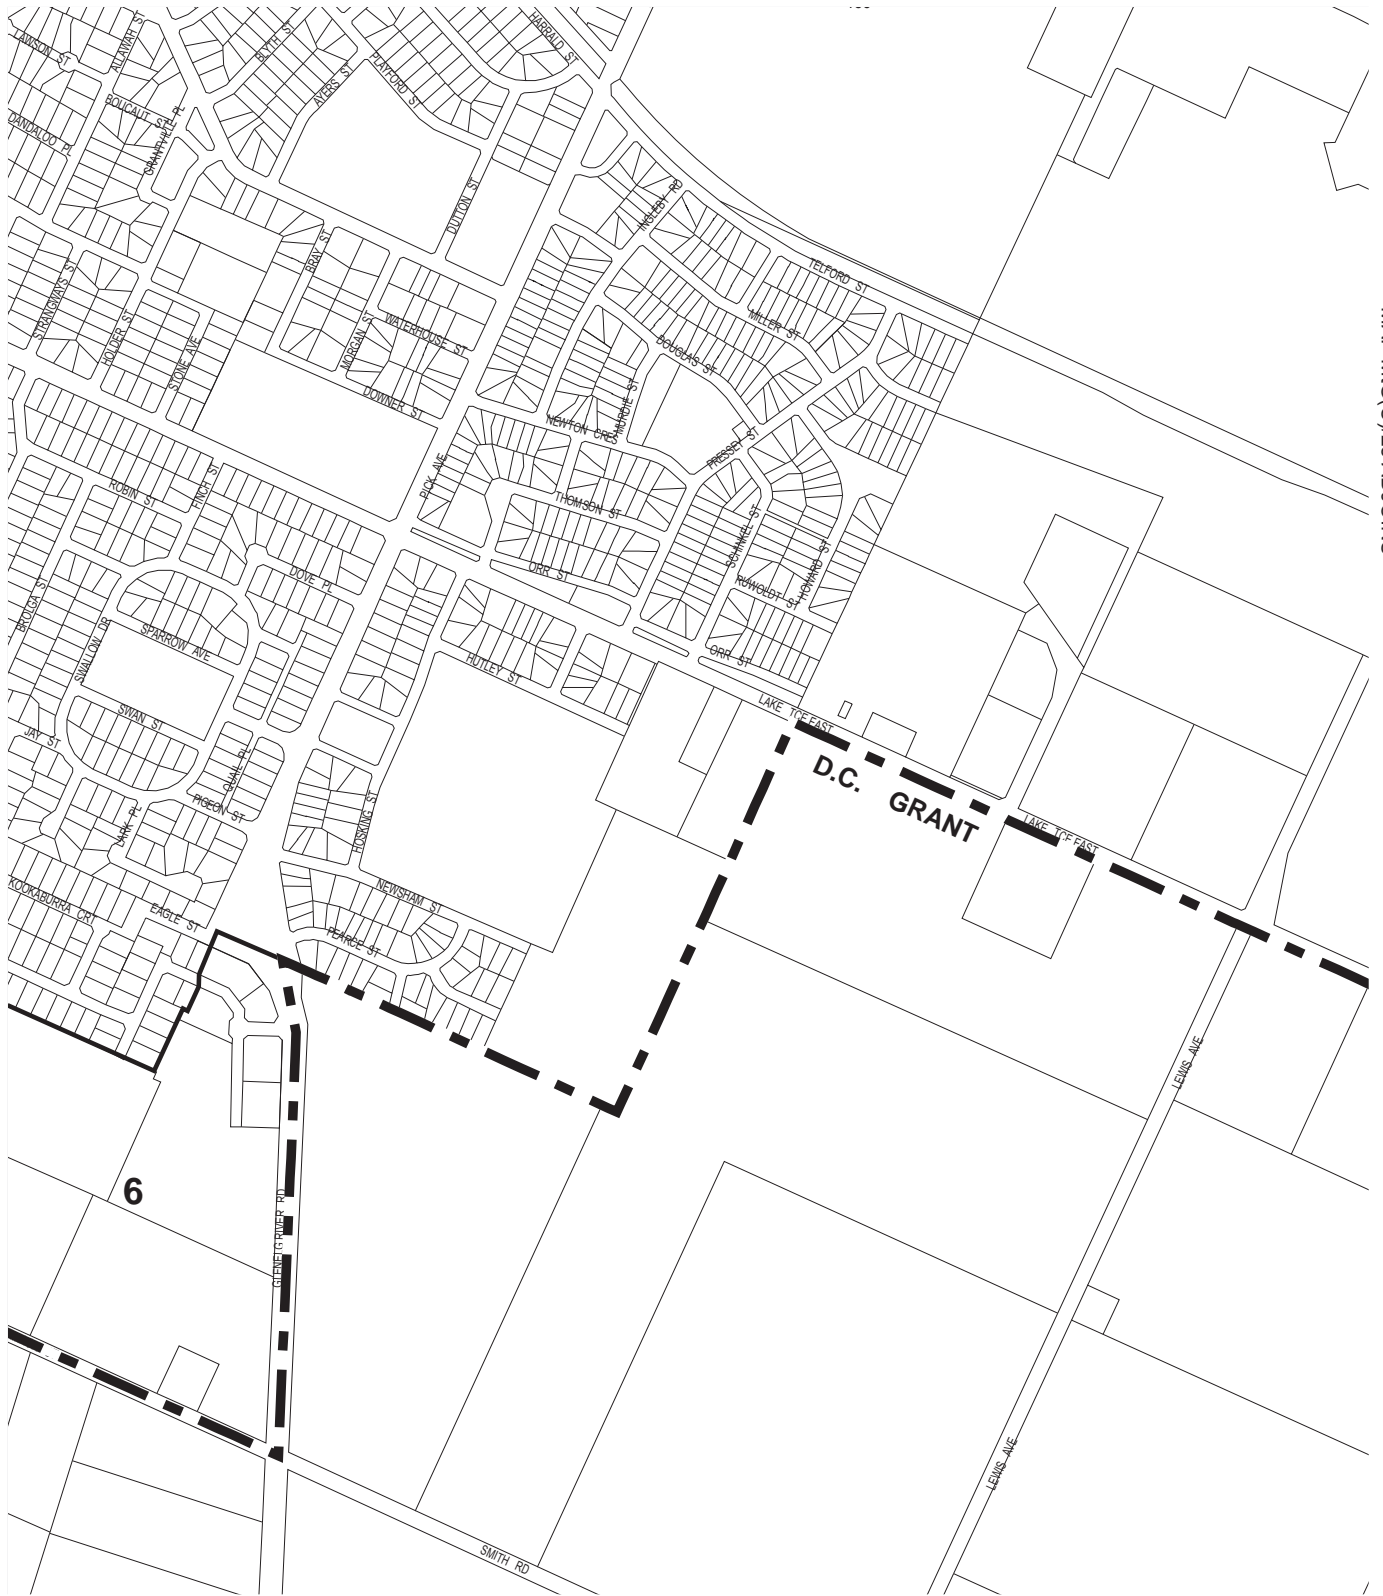 HARRALD ST
LAWSON ST
ALLAWAH ST
BLYTH ST
AYERS ST
PLAYFORD ST
BOUCAUT ST
GRANTVILLE PL
DANDALOO PL
DUTTON ST
INGLEBY RD
TELFORD ST
BRAY ST
STRANGWAYS ST
HOLDER ST
STONE AVE
MORGAN ST
WATERHOUSE ST
MILLER ST
DOUGLAS ST
DOWNER ST
NEWTON CRES
MURDIE ST
PRESSEY ST
PICK AVE
ROBIN ST
FINCH ST
THOMSON ST
SCHINKEL ST
HOWARD ST
ORR ST
DOVE PL
RUWOLDT ST
BROLGA ST
SWALLOW DR
SPARROW AVE
HUTLEY ST
ORR ST
LAKE TCE EAST
SWAN ST
JAY ST
QUAIL PL
D.C. GRANT
PIGEON ST
LARK PL
HOSKING ST
LAKE TCE EAST
KOOKABURRA CRT
EAGLE ST
NEWSHAM ST
PEARCE ST
LEWIS AVE
6
GLENELG RIVER RD
LEWIS AVE
SMITH RD